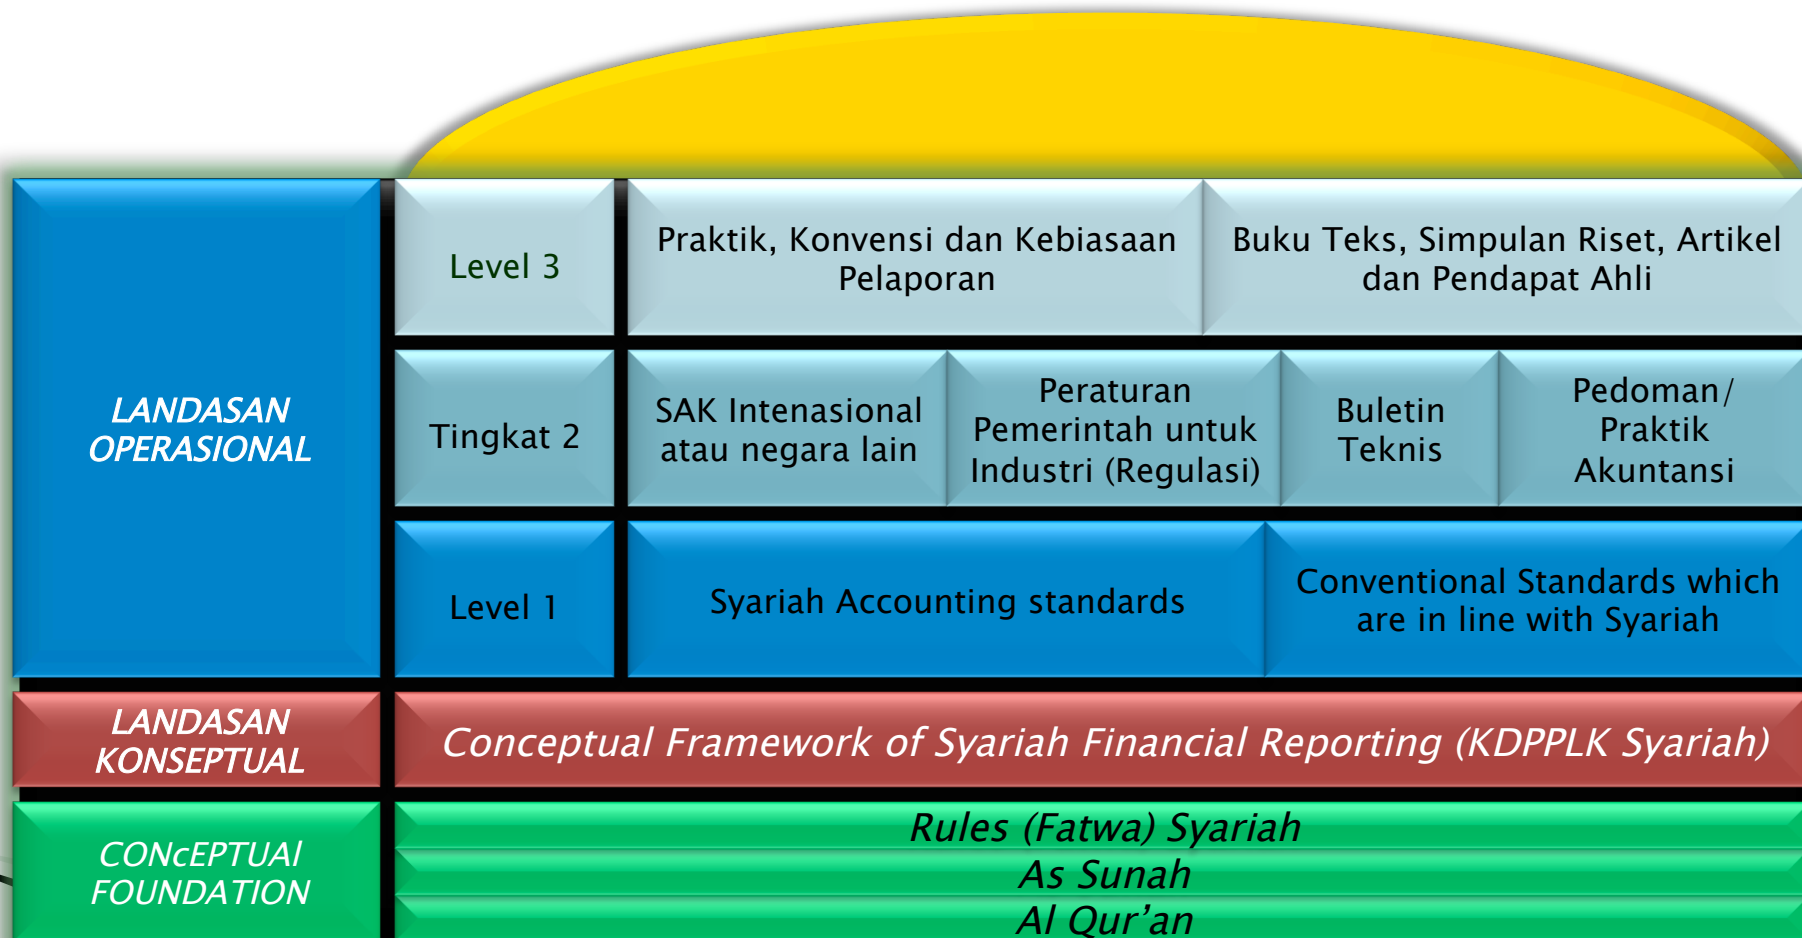 LANDASAN
OPERASIONAL
Level 3
Praktik, Konvensi dan Kebiasaan
Pelaporan
Buku Teks, Simpulan Riset, Artikel
dan Pendapat Ahli
Tingkat 2
SAK Intenasional
atau negara lain
Peraturan
Pemerintah untuk
Industri (Regulasi)
Buletin
Teknis
Pedoman/
Praktik
Akuntansi
Level 1
Syariah Accounting standards
Conventional Standards which
are in line with Syariah
LANDASAN
KONSEPTUAL
Conceptual Framework of Syariah Financial Reporting (KDPPLK Syariah)
CONcEPTUAl
FOUNDATION
Rules (Fatwa) Syariah
As Sunah
Al Qur’an